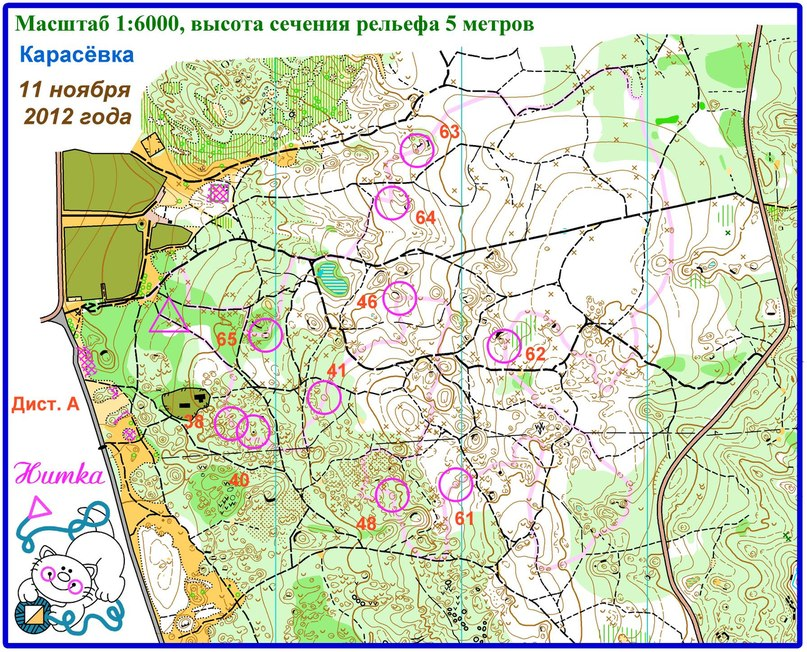 Масштаб 1:6000, высота сечения рельефа 5 метров
Карасёвка
11 ноября
2012 года
63
64
46
65
62
41
Дист. А
38
40
48
61
Нитка